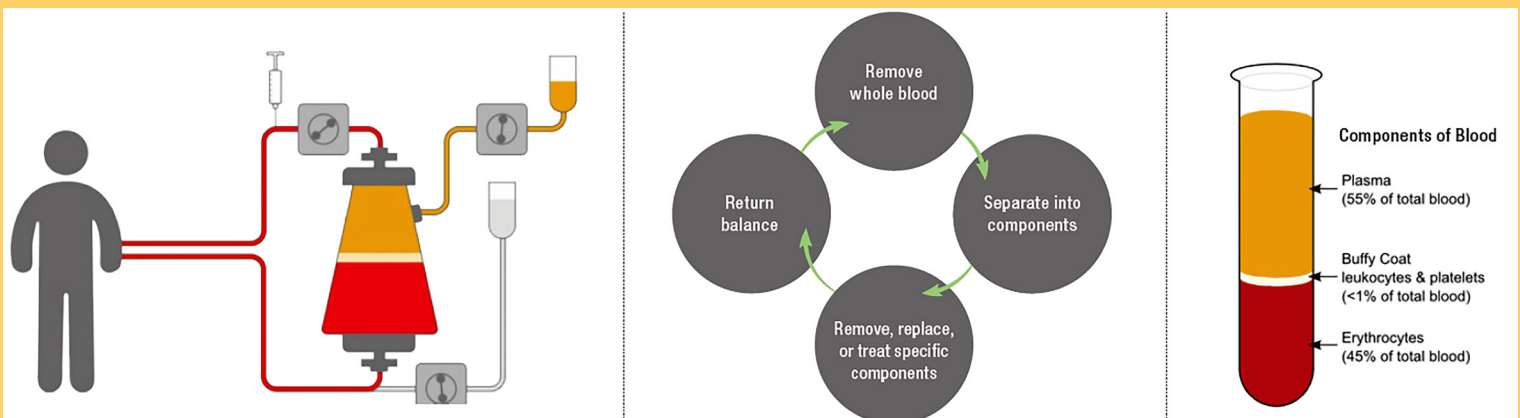 Remove
whole blood
Separate into
components
Remove, replace,
or treat specific
components
Return
balance
Components of Blood
Plasma
(55% of total blood)
Buffy Coat
leukocytes & platelets
(<1% of total blood)
Erythrocytes
(45% of total blood)